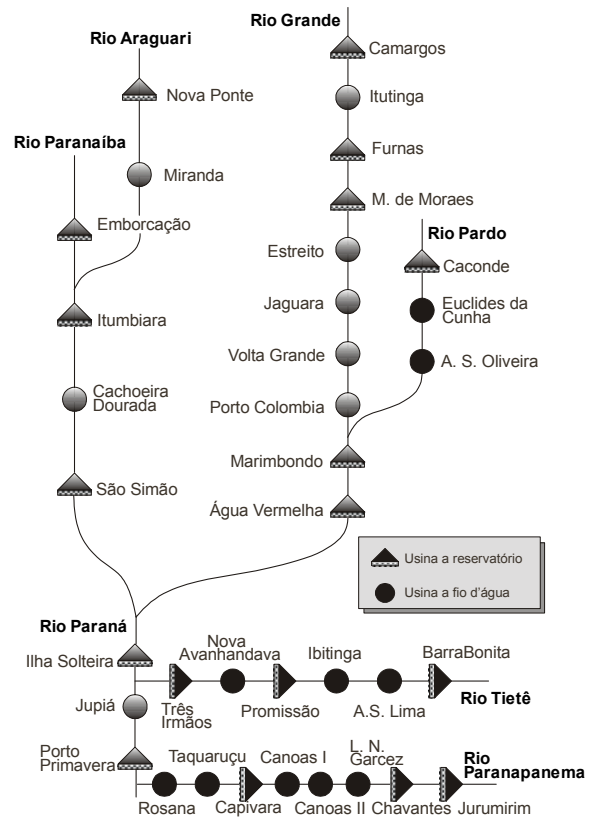 Rio Grande
Rio Araguari
Camargos
Nova Ponte
Itutinga
Rio Paranaíba
Furnas
Miranda
M. de Moraes
Emborcação
Rio Pardo
Estreito
Caconde
Jaguara
Euclides da
Cunha
Itumbiara
Volta Grande
A. S. Oliveira
Cachoeira
Dourada
Porto Colombia
Marimbondo
São Simão
Água Vermelha
Usina a reservatório
Usina a fio d'água
Rio Paraná
Ilha Solteira
Nova
Avanhandava
Ibitinga
BarraBonita
Jupiá
Três
Irmãos
Promissão
A.S. Lima
Rio Tietê
Porto
Primavera
Taquaruçu
Canoas I
L. N.
Garcez
Rio
Paranapanema
Rosana
Capivara
Canoas II
Chavantes
Jurumirim